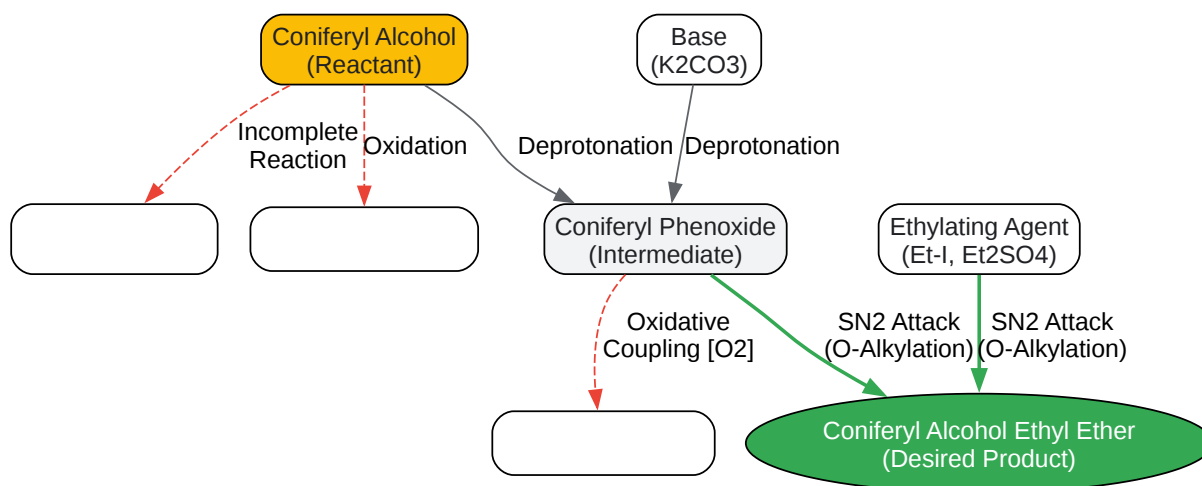 Coniferyl Alcohol
(Reactant)
Base
(K2CO3)
Incomplete
Reaction
Oxidation
Deprotonation
Deprotonation
Coniferyl Phenoxide
(Intermediate)
Ethylating Agent
(Et-I, Et2SO4)
Oxidative
Coupling [O2]
SN2 Attack
(O-Alkylation)
SN2 Attack
(O-Alkylation)
Coniferyl Alcohol Ethyl Ether
(Desired Product)